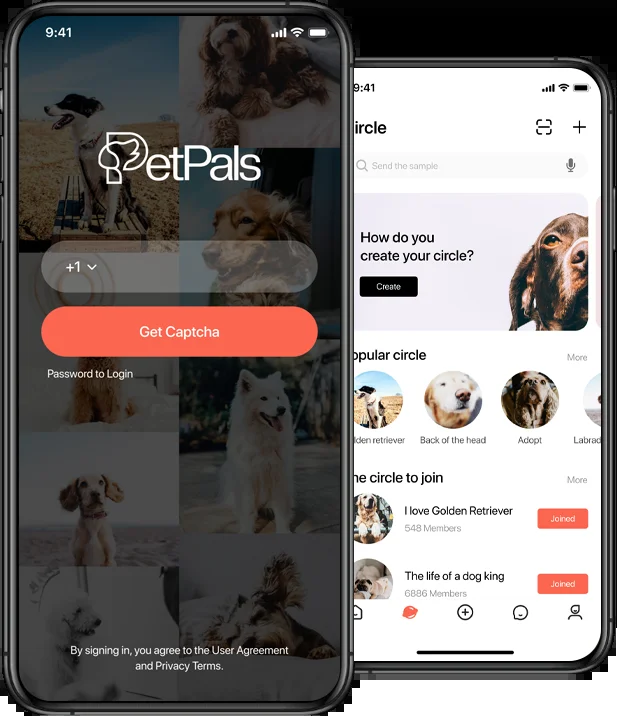 9:41
PetPals
+1
Get Captcha
Password to Login
By signing in, you agree to the User Agreement
and Privacy Terms.
9:41
ircle
Send the sample
How do you
create your circle?
Create
opular circle
More
lden retriever
Back of the head
Adopt
Labrad
he circle to join
More
I love Golden Retriever
548 Members
Joined
The life of a dog king
6886 Members
Joined